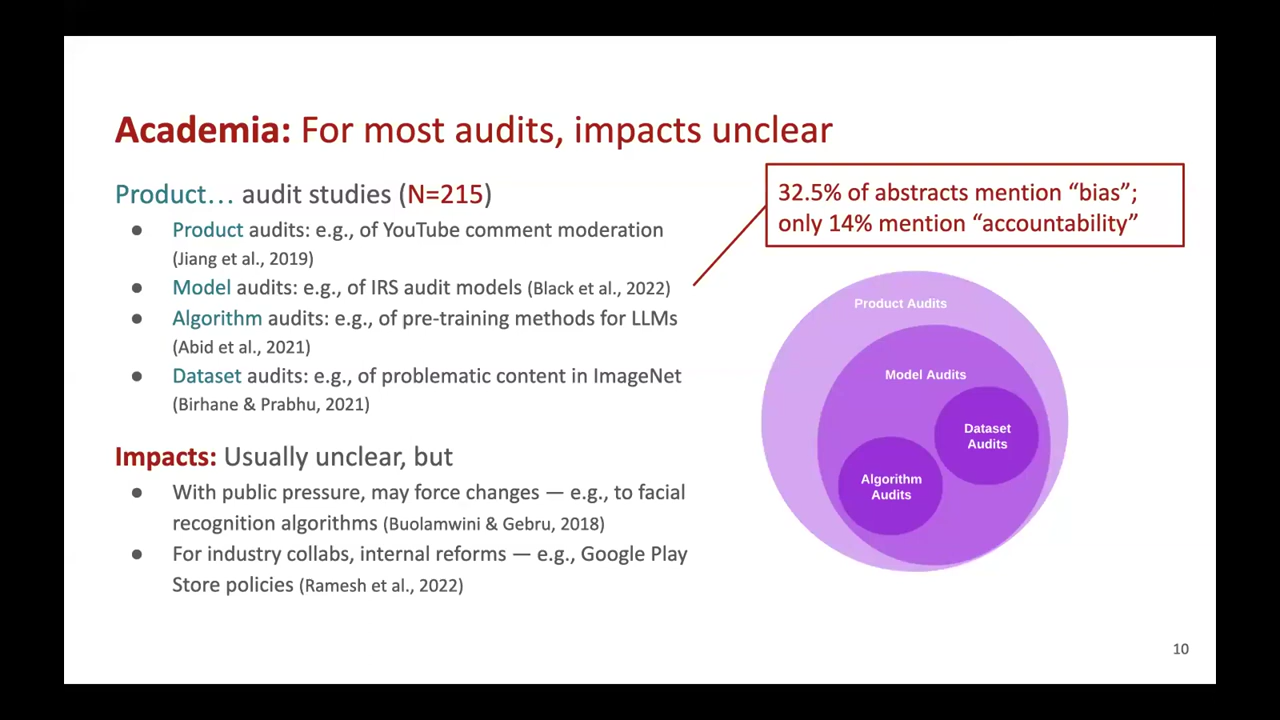 Academia: For most audits, impacts unclear
Product… audit studies (N=215)
● Product audits: e.g., of YouTube comment moderation
(Jiang et al., 2019)
● Model audits: e.g., of IRS audit models (Black et al., 2022)
● Algorithm audits: e.g., of pre-training methods for LLMs
(Abid et al., 2021)
● Dataset audits: e.g., of problematic content in ImageNet
(Birhane & Prabhu, 2021)
Impacts: Usually unclear, but
● With public pressure, may force changes — e.g., to facial
recognition algorithms (Buolamwini & Gebru, 2018)
● For industry collabs, internal reforms — e.g., Google Play
Store policies (Ramesh et al., 2022)
32.5% of abstracts mention “bias”;
only 14% mention “accountability”
Product Audits
Model Audits
Dataset
Audits
Algorithm
Audits
10